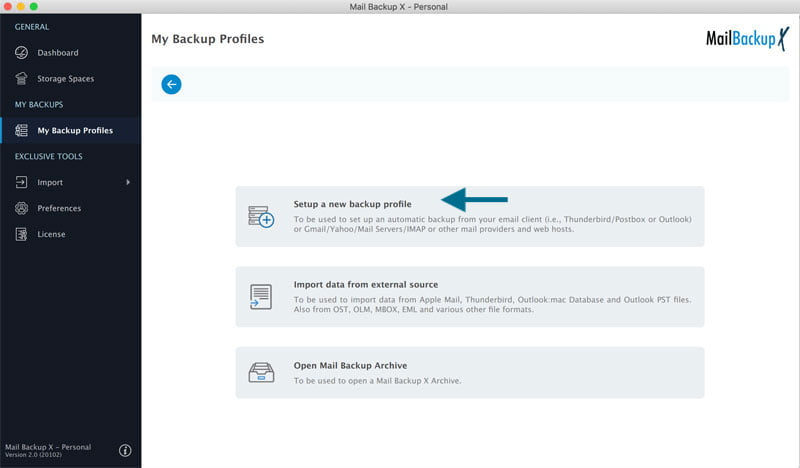 Mail Backup X - Personal
GENERAL
Dashboard
Storage Spaces
MY BACKUPS
My Backup Profiles
EXCLUSIVE TOOLS
Import
Preferences
License
Mail Backup X - Personal
Version 2.0 (20102)
My Backup Profiles
MailBackup X
Setup a new backup profile
To be used to set up an automatic backup from your email client (i.e., Thunderbird/Postbox or Outlook)
or Gmail/Yahoo/Mail Servers/IMAP or other mail providers and web hosts.
Import data from external source
To be used to import data from Apple Mail, Thunderbird, Outlook:mac Database and Outlook PST files.
Also from OST, OLM, MBOX, EML and various other file formats.
Open Mail Backup Archive
To be used to open a Mail Backup X Archive.